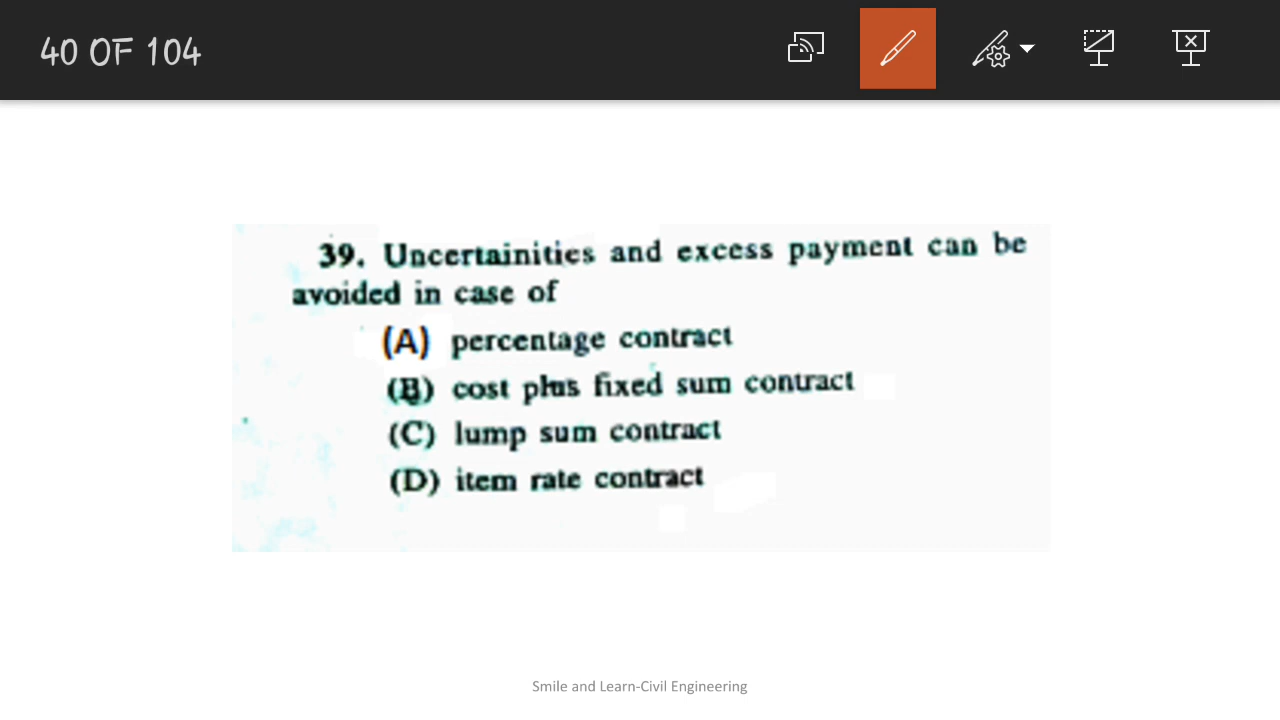 40 OF 104
39. Uncertainities and excess payment can be
avoided in case of
(A) percentage contract
(B) cost plus fixed sum contract
(C) lump sum contract
(D) item rate contract
Smile and Learn-Civil Engineering